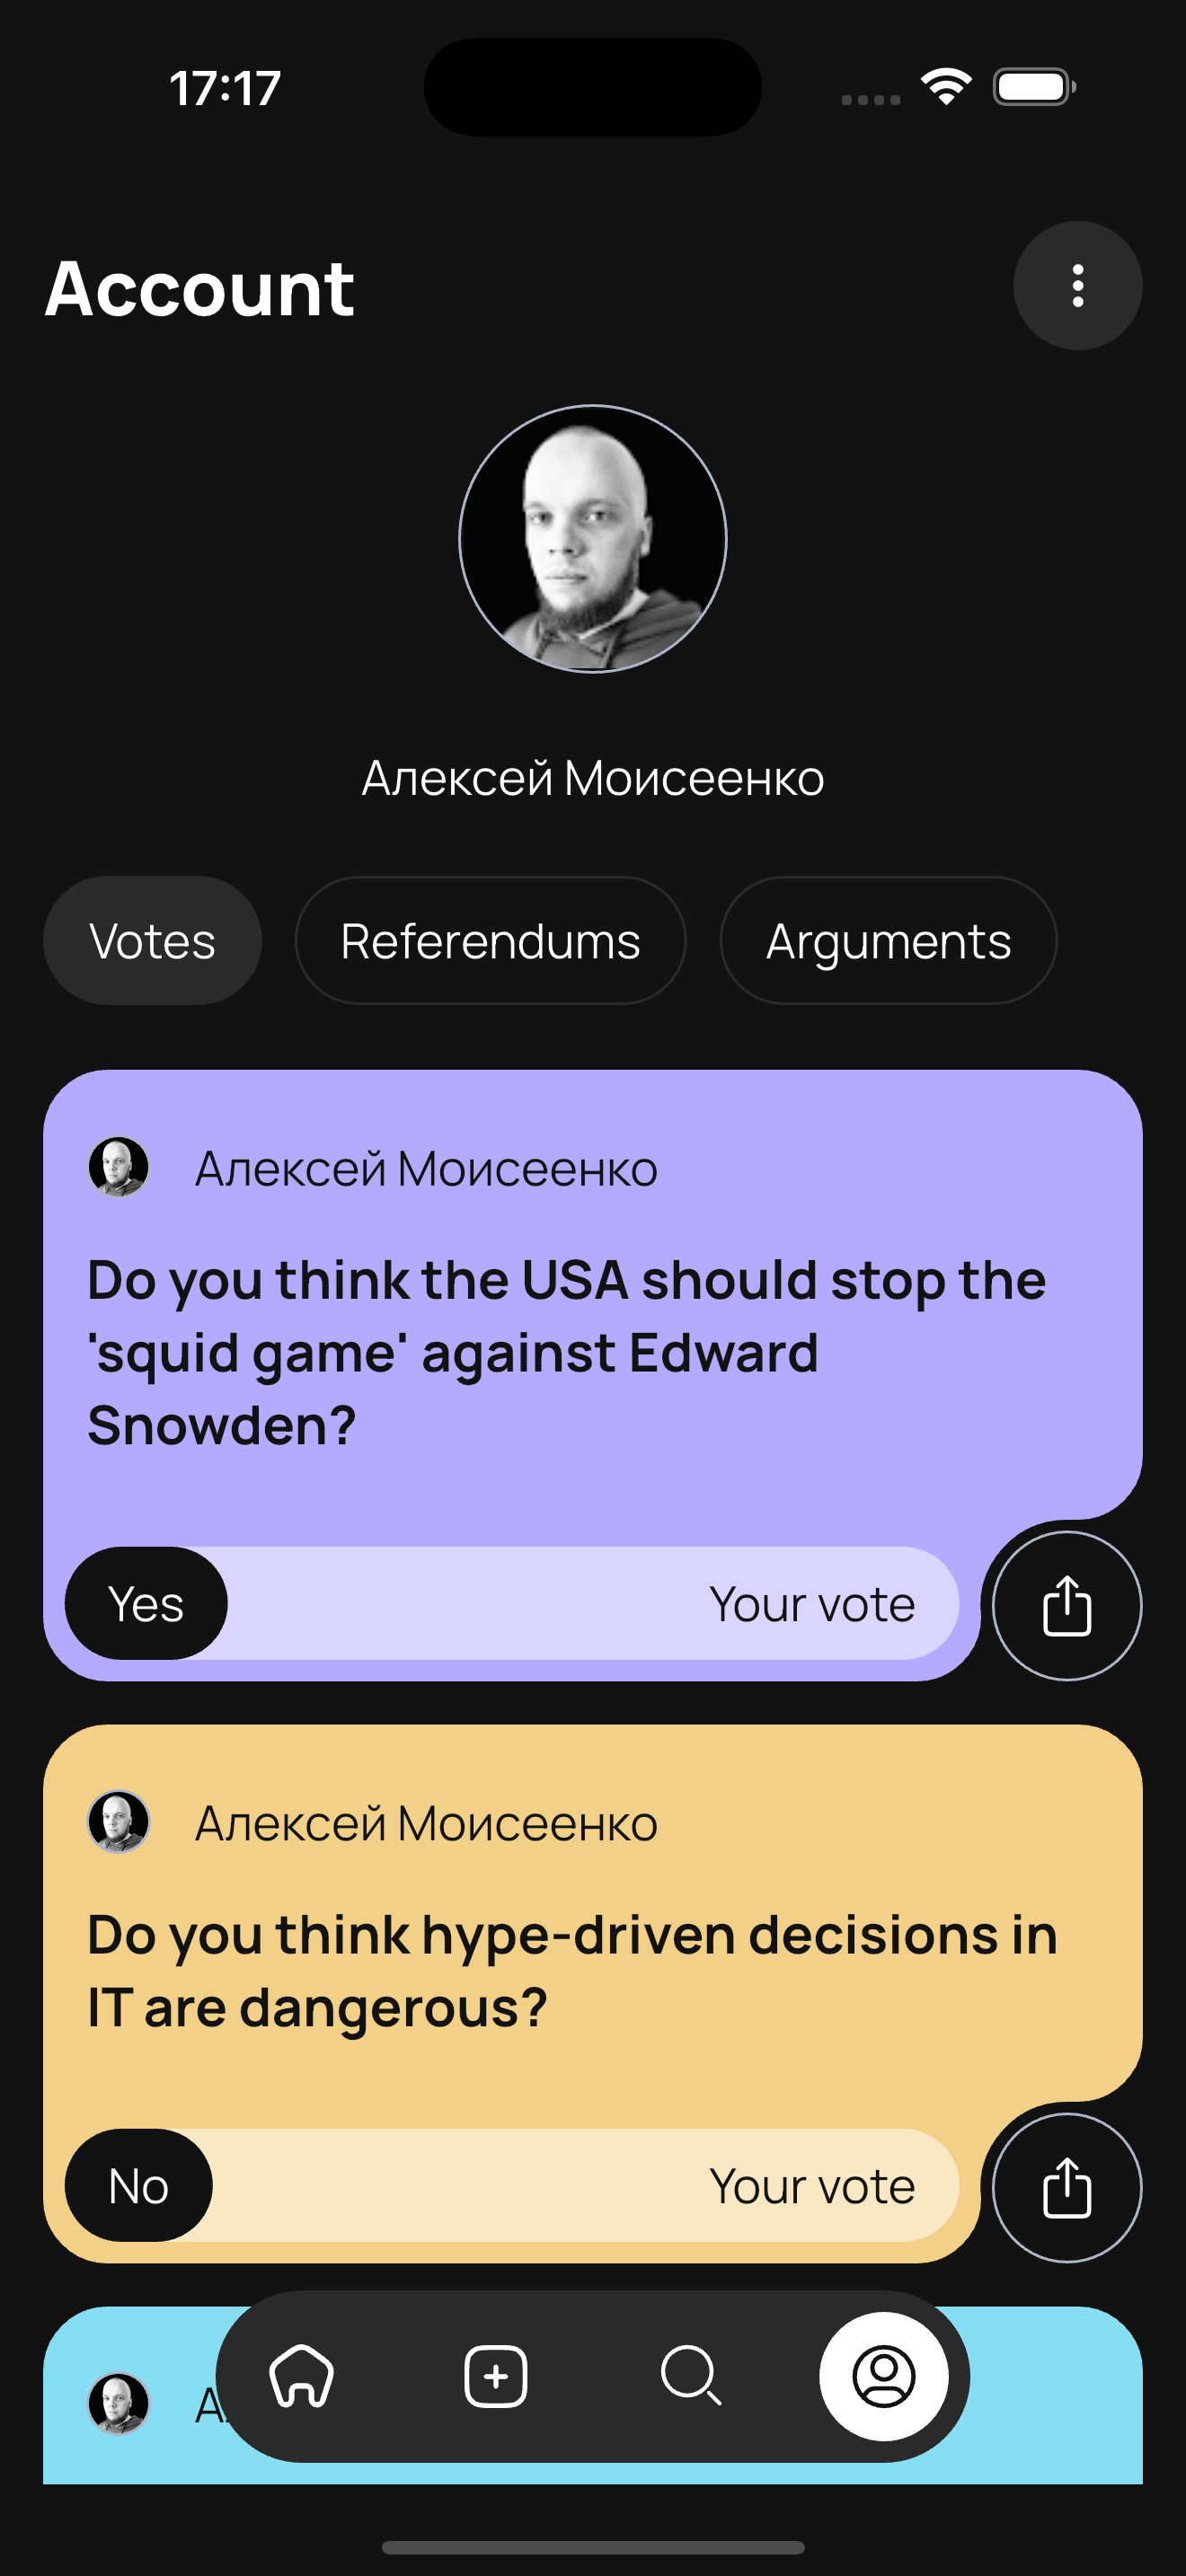 17:17
Account
Алексей Моисеенко
Votes
Referendums
Arguments
Алексей Моисеенко
Do you think the USA should stop the
'squid game' against Edward
Snowden?
Yes
Your vote
Алексей Моисеенко
Do you think hype-driven decisions in
IT are dangerous?
No
Your vote